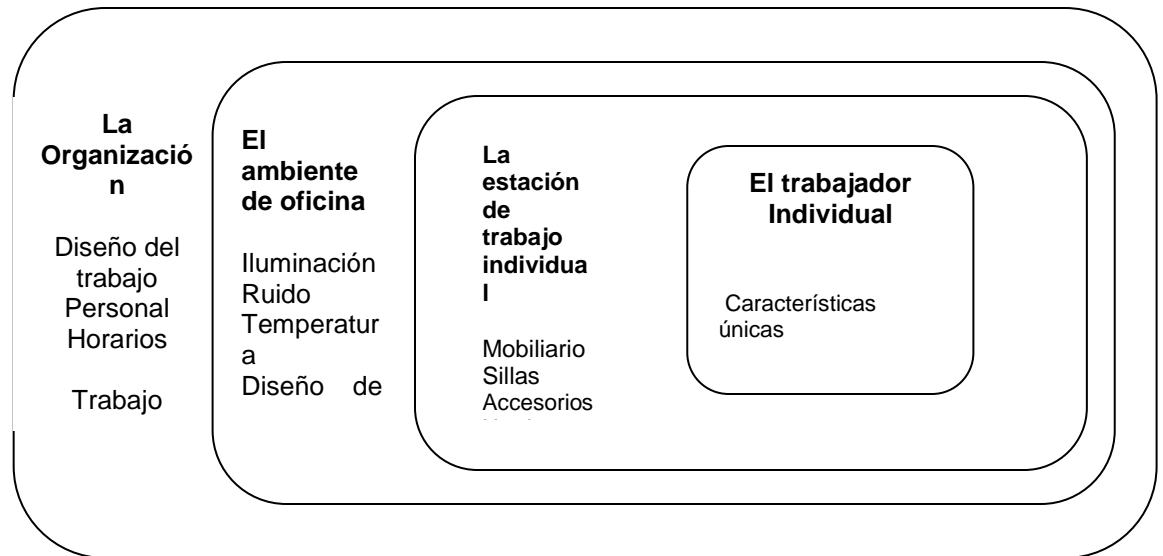 La
Organizació
n
Diseño del
trabajo
Personal
Horarios
Trabajo
El
ambiente
de oficina
Iluminación
Ruido
Temperatur
a
Diseño de
La
estación
de
trabajo
individua
l
Mobiliario
Sillas
Accesorios
El trabajador
Individual
Características
únicas